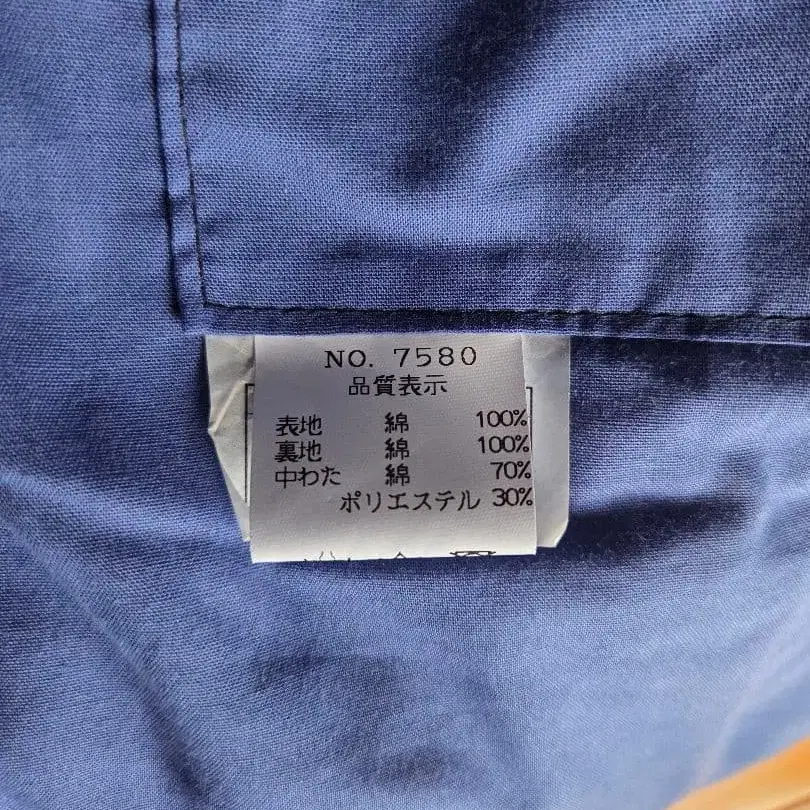 NO. 7580
品質表示
表地 綿 100%
裏地 綿 100%
中わた 綿 70%
ポリエステル 30%